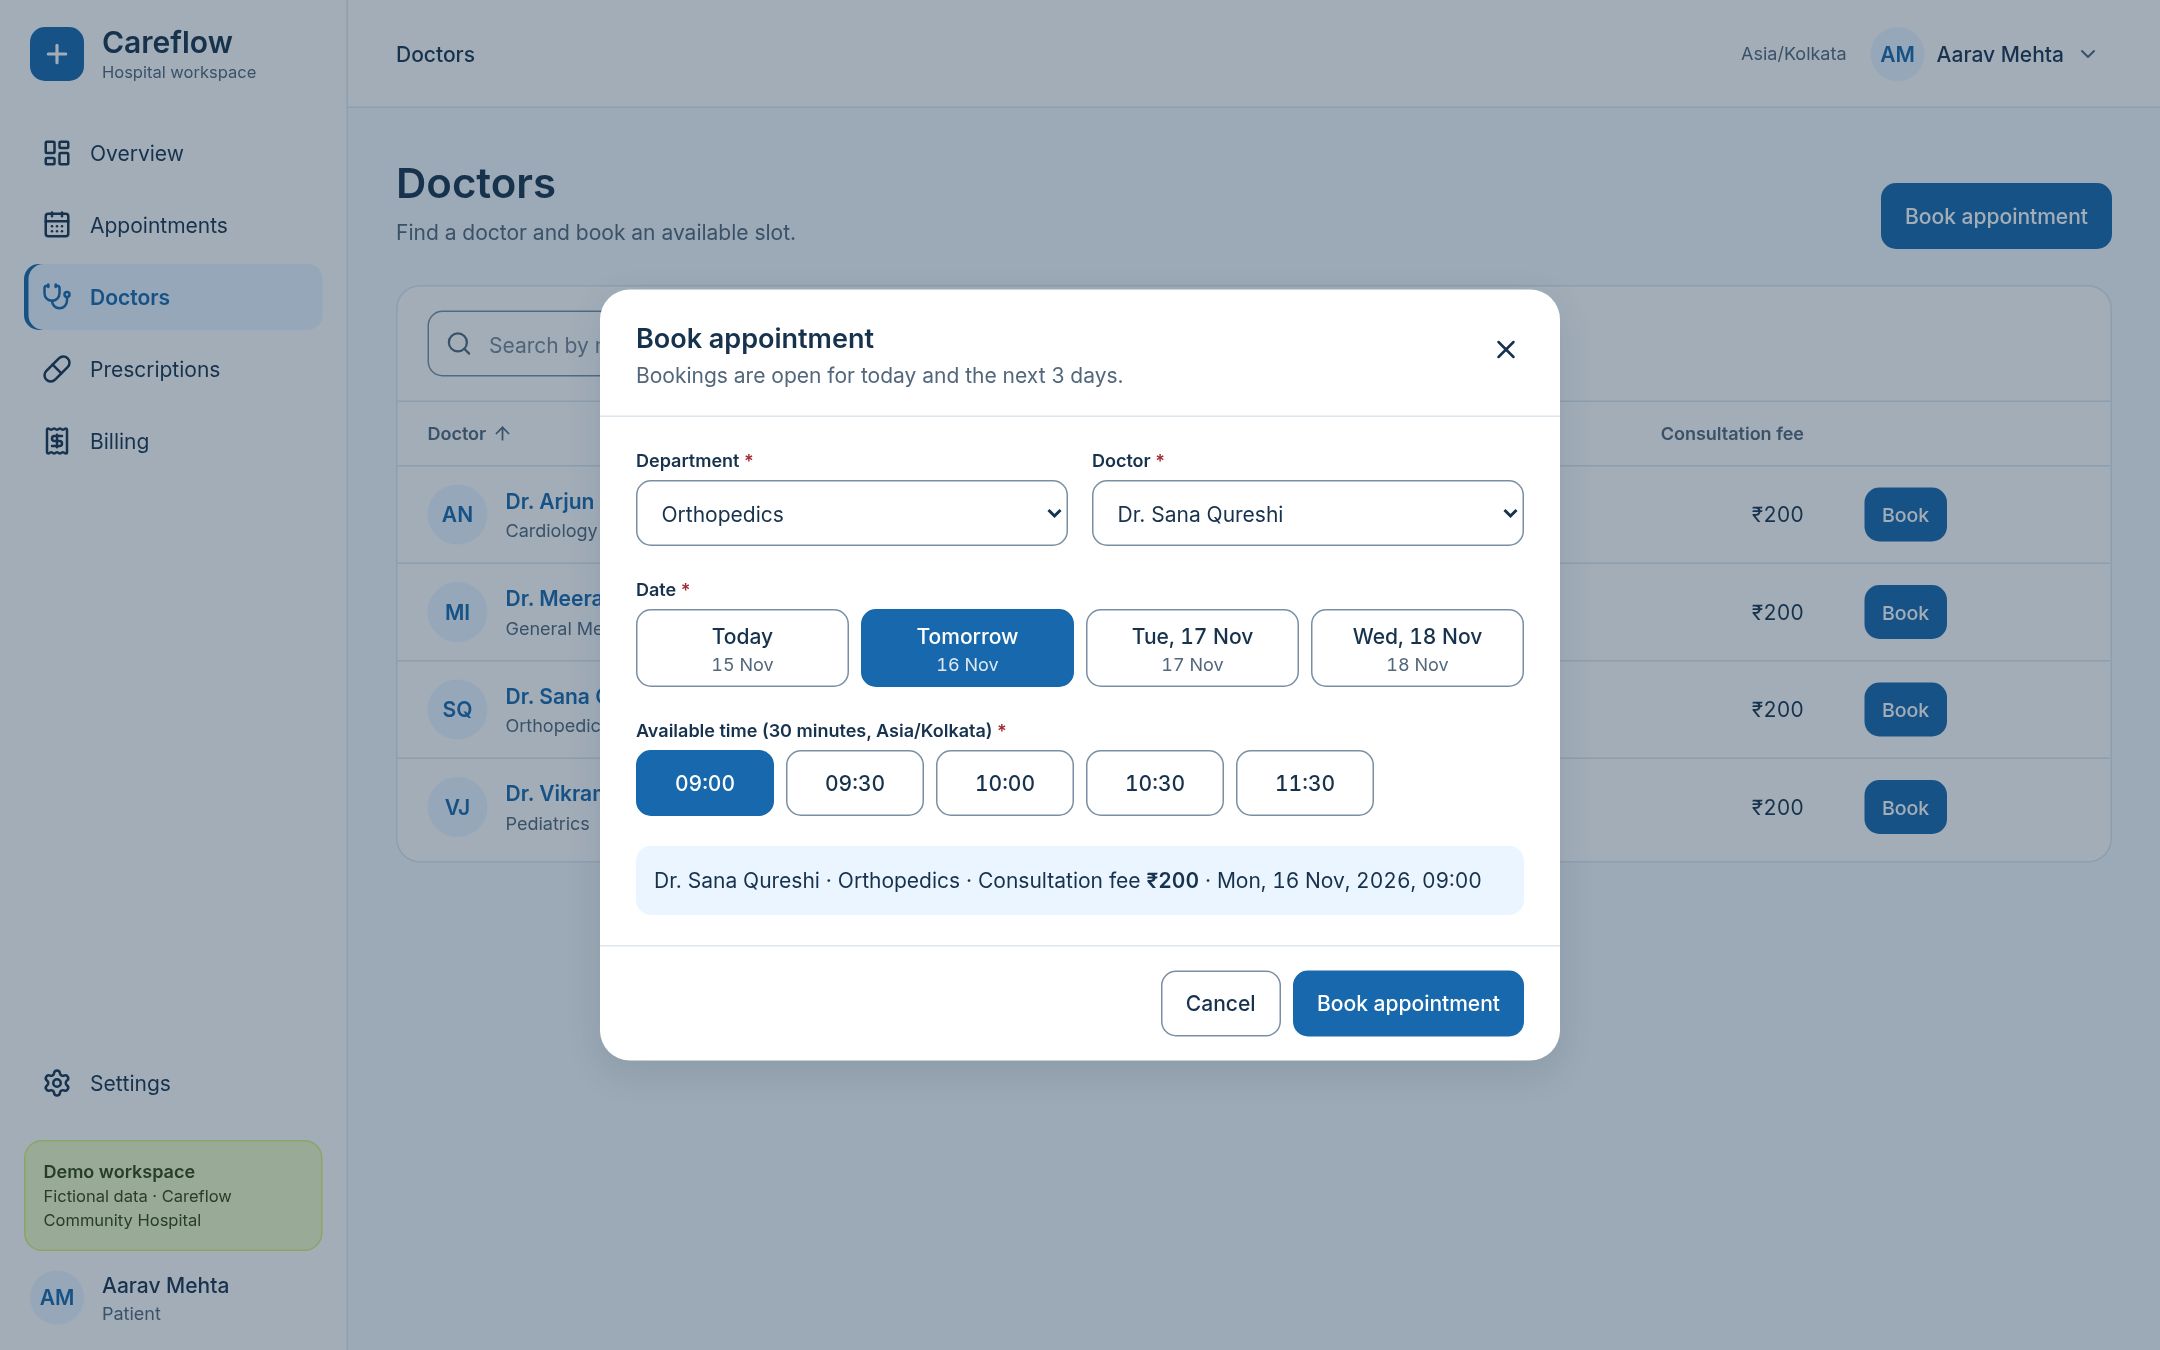 Careflow
Hospital workspace
Overview
Appointments
Doctors
Prescriptions
Billing
Settings
Demo workspace
Fictional data · Careflow
Community Hospital
AM
Aarav Mehta
Patient
Doctors
Asia/Kolkata
AM
Aarav Mehta
Doctors
Find a doctor and book an available slot.
Book appointment
Search by
Doctor
Consultation fee
AN
Dr. Arjun
Cardiology
₹200
Book
MI
Dr. Meera
General
₹200
Book
SQ
Dr. Sana
Orthopedic
₹200
Book
VJ
Dr. Vikra
Pediatrics
₹200
Book
Book appointment
Bookings are open for today and the next 3 days.
Department *
Doctor *
Orthopedics
Dr. Sana Qureshi
Date *
Today
15 Nov
Tomorrow
16 Nov
Tue, 17 Nov
17 Nov
Wed, 18 Nov
18 Nov
Available time (30 minutes, Asia/Kolkata) *
09:00
09:30
10:00
10:30
11:30
Dr. Sana Qureshi · Orthopedics · Consultation fee ₹200 · Mon, 16 Nov, 2026, 09:00
Cancel
Book appointment